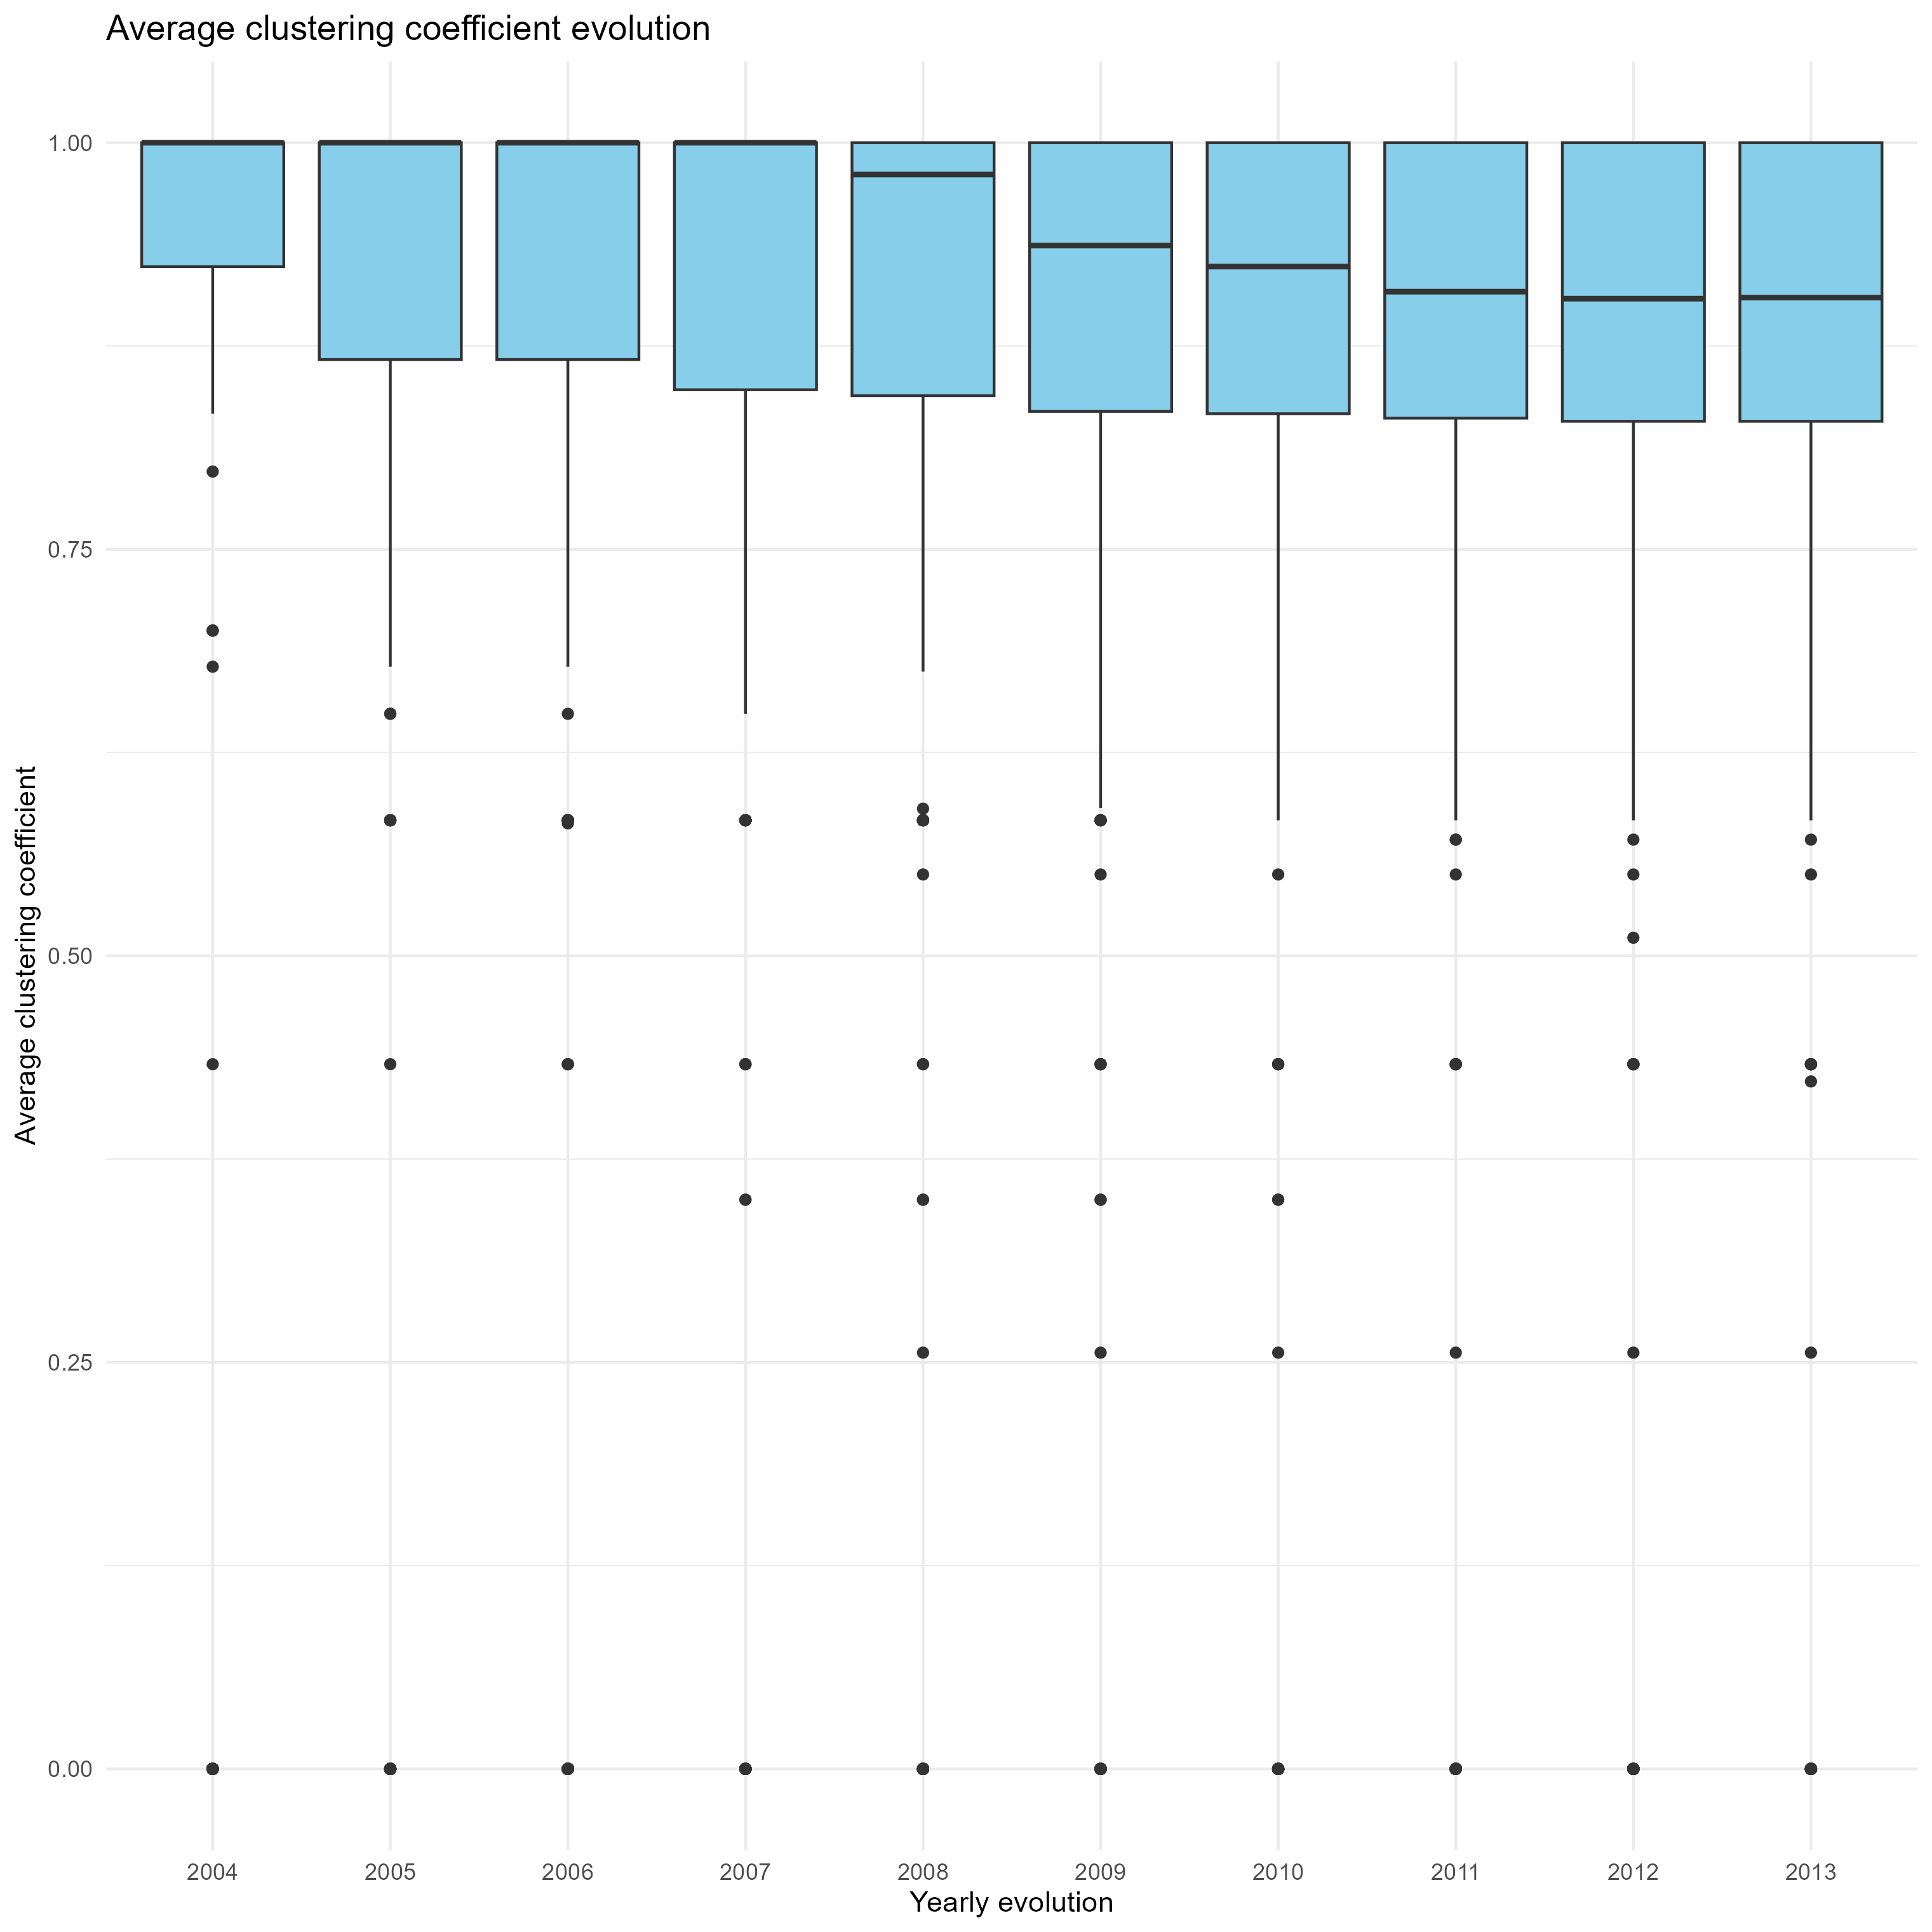 Average clustering coefficient evolution
Average clustering coefficient
1.00
0.75
0.50
0.25
0.00
2004 2005 2006 2007 2008 2009 2010 2011 2012 2013
Yearly evolution